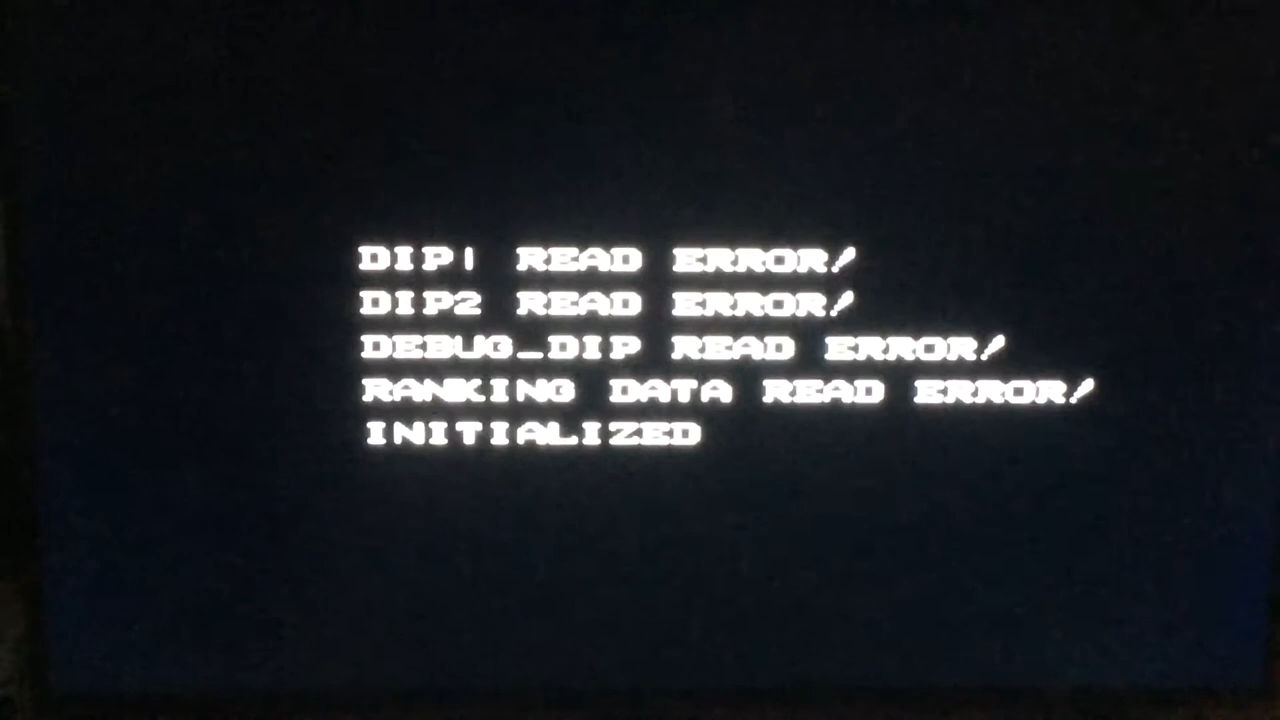 DIP1 READ ERROR!
DIP2 READ ERROR!
DEBUG_DIP READ ERROR!
RANKING DATA READ ERROR!
INITIALIZED